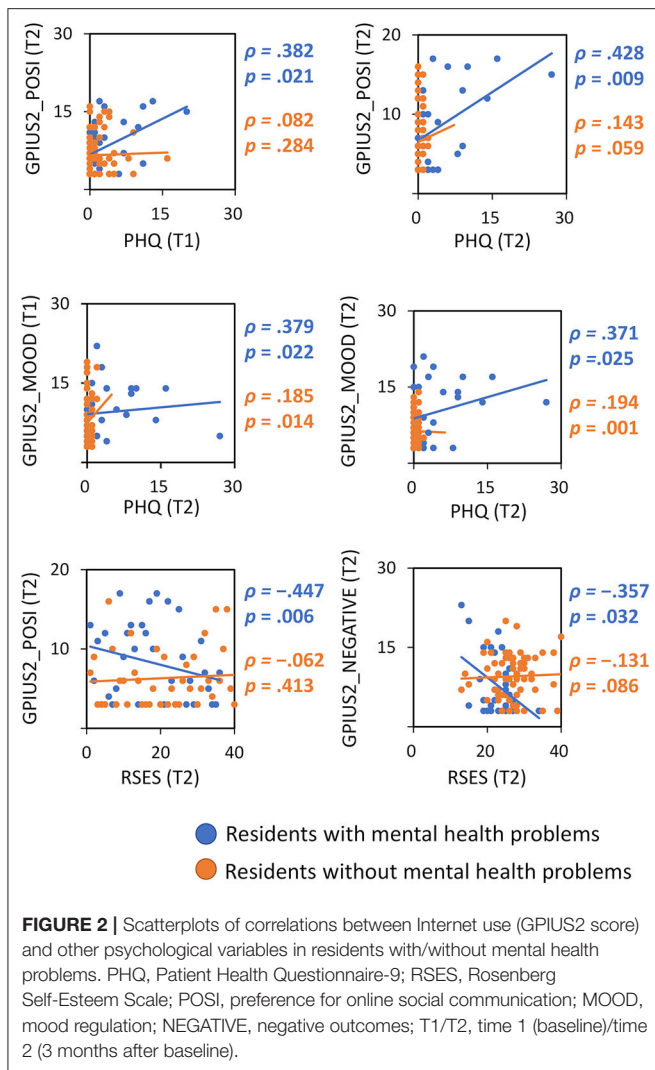 GPIUS2_POSI (T2)
30
15
0
0 15 30
PHQ (T1)
ρ = .382
p = .021
ρ = .082
p = .284
GPIUS2_POSI (T2)
20
10
0
0 15 30
PHQ (T2)
ρ = .428
p = .009
ρ = .143
p = .059
GPIUS2_MOOD (T1)
30
15
0
0 15 30
PHQ (T2)
ρ = .379
p = .022
ρ = .185
p = .014
GPIUS2_MOOD (T2)
30
15
0
0 15 30
PHQ (T2)
ρ = .371
p =.025
ρ = .194
p = .001
GPIUS2_POSI (T2)
20
10
0
0 20 40
RSES (T2)
ρ = −.447
p = .006
ρ = −.062
p = .413
GPIUS2_NEGATIVE (T2)
30
15
0
0 20 40
RSES (T2)
ρ = −.357
p = .032
ρ = −.131
p = .086
Residents with mental health problems
Residents without mental health problems
FIGURE 2 | Scatterplots of correlations between Internet use (GPIUS2 score)
and other psychological variables in residents with/without mental health
problems. PHQ, Patient Health Questionnaire-9; RSES, Rosenberg
Self-Esteem Scale; POSI, preference for online social communication; MOOD,
mood regulation; NEGATIVE, negative outcomes; T1/T2, time 1 (baseline)/time
2 (3 months after baseline).